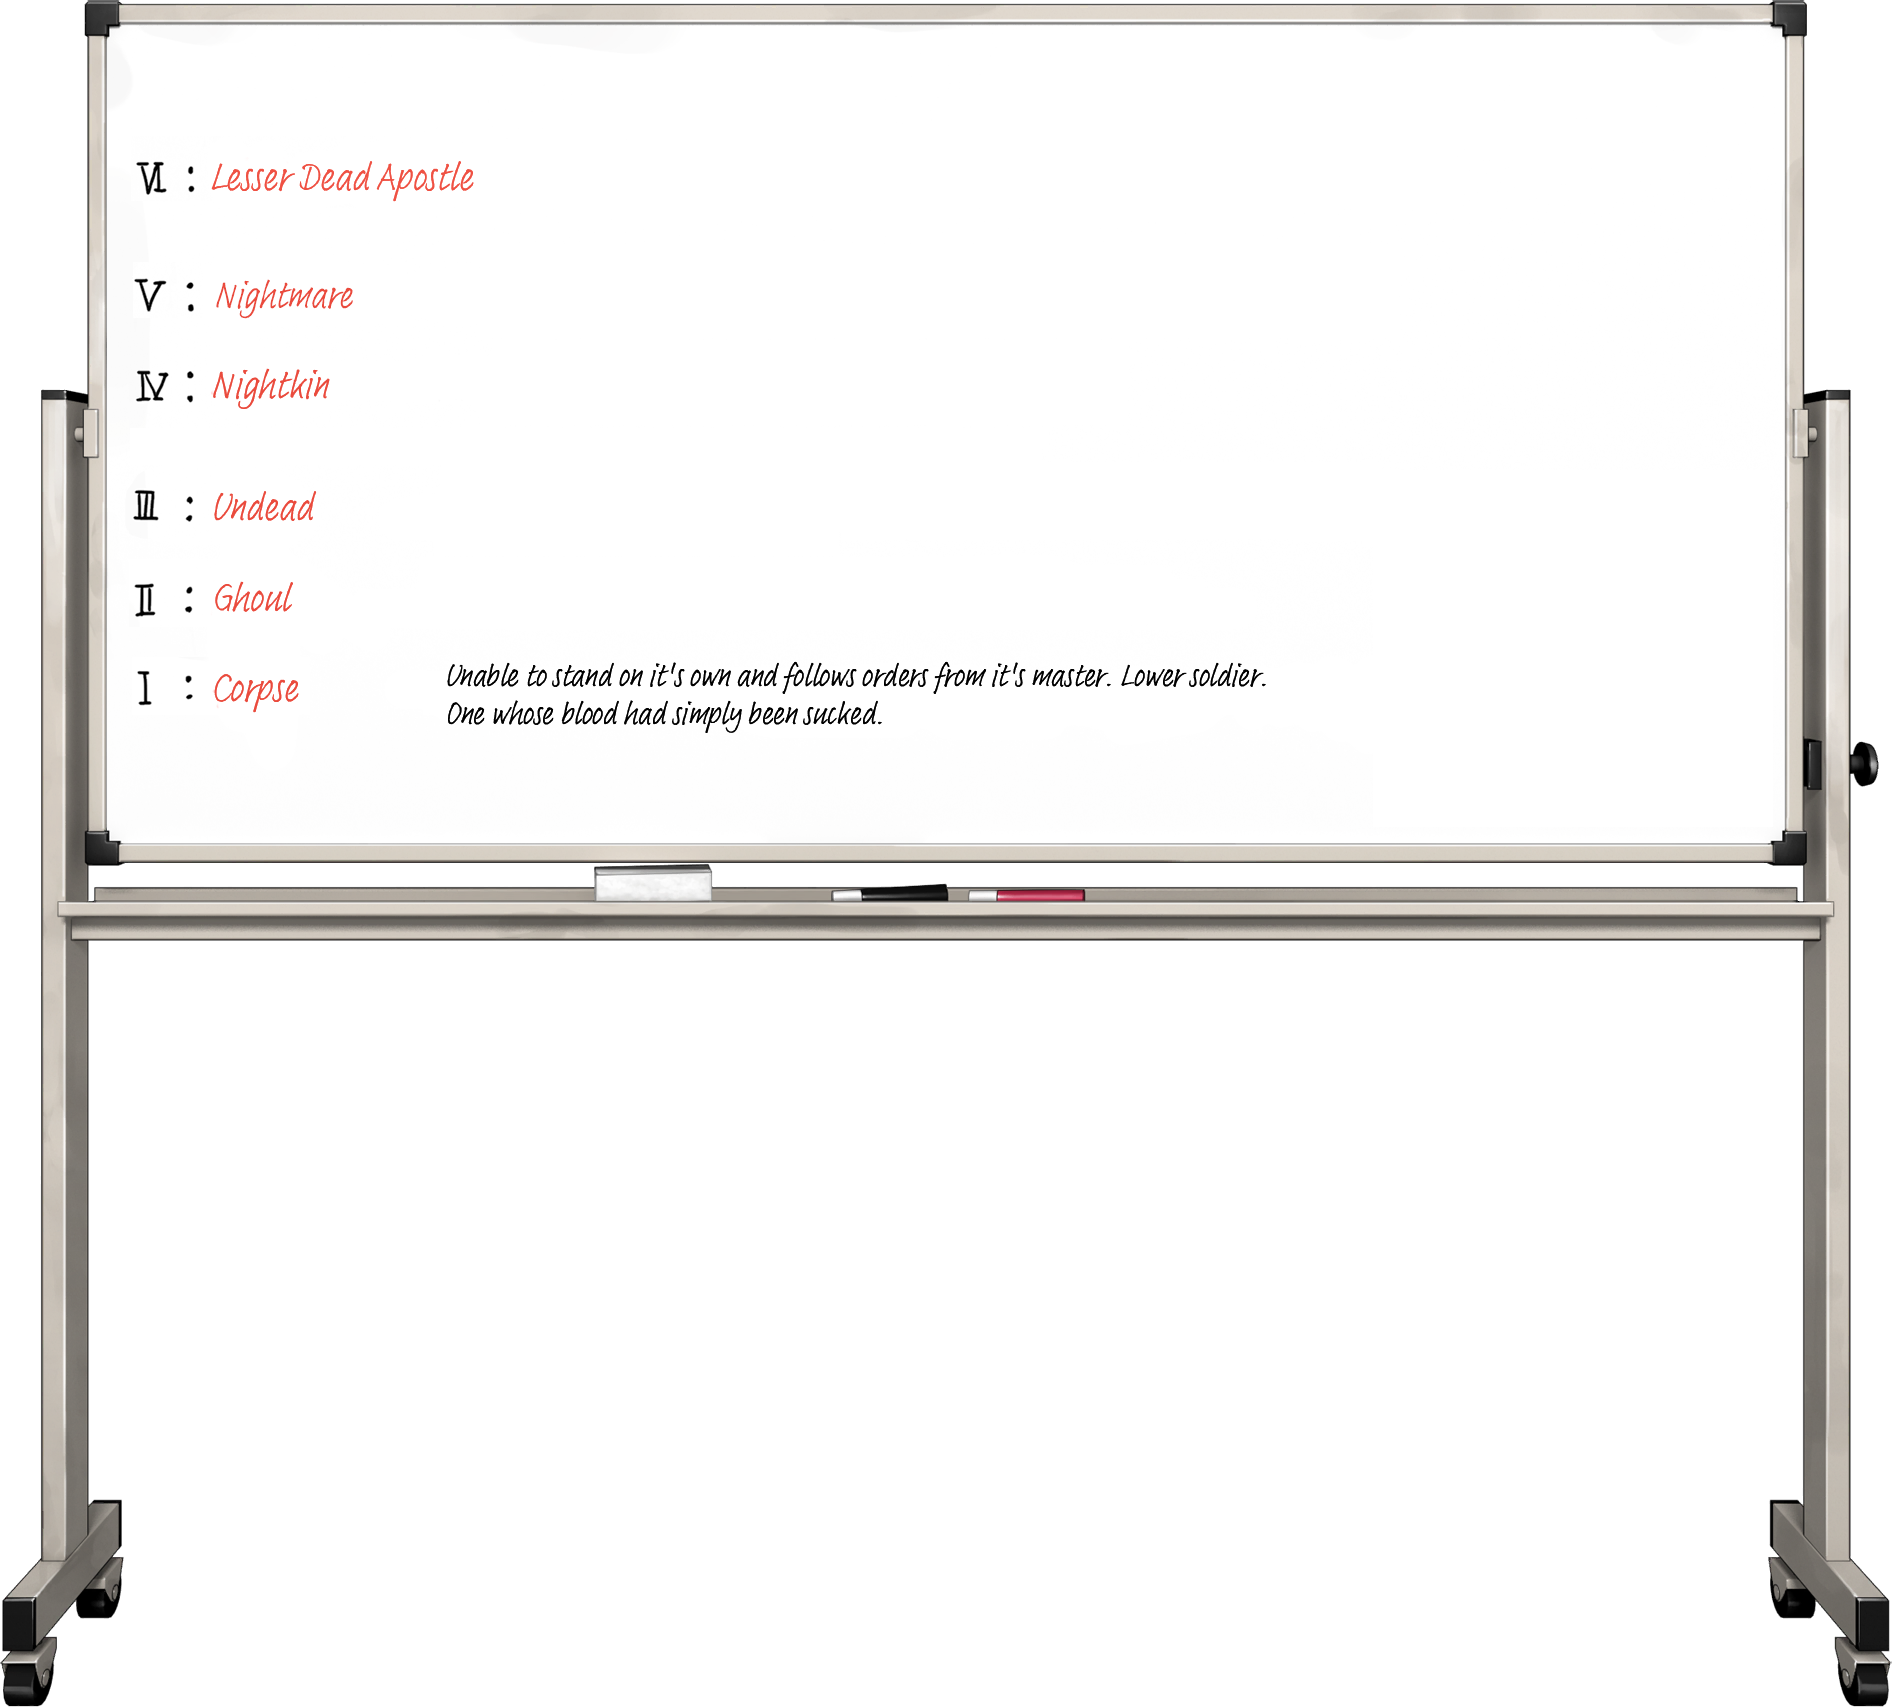 Ⅵ : Lesser Dead Apostle
Ⅴ : Nightmare
Ⅳ : Nightkin
Ⅲ : Undead
Ⅱ : Ghoul
Ⅰ : Corpse
Unable to stand on it's own and follows orders from it's master. Lower soldier.
One whose blood had simply been sucked.